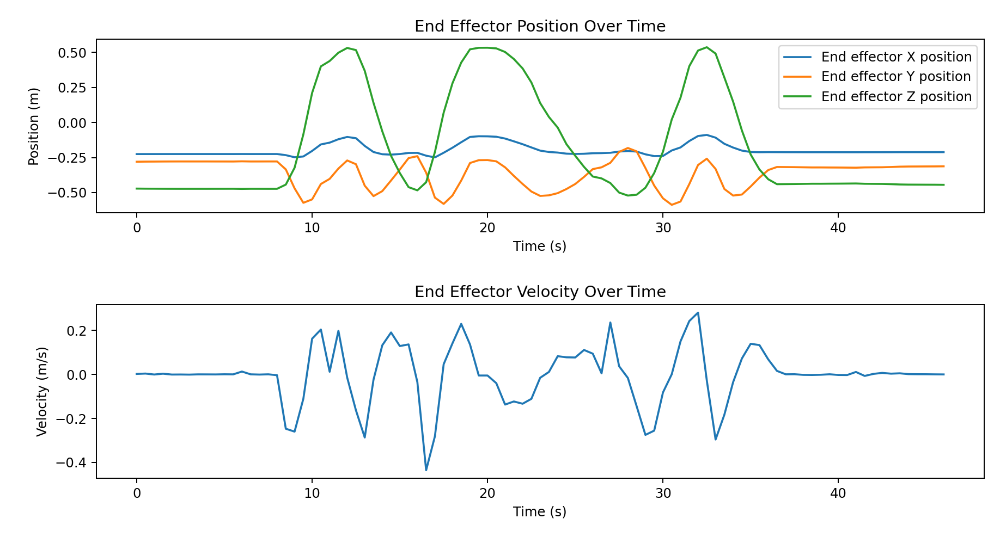 End Effector Position Over Time
Position (m)
0.50
0.25
0.00
−0.25
−0.50
End effector X position
End effector Y position
End effector Z position
0 10 20 30 40
Time (s)
End Effector Velocity Over Time
Velocity (m/s)
0.2
0.0
−0.2
−0.4
0 10 20 30 40
Time (s)